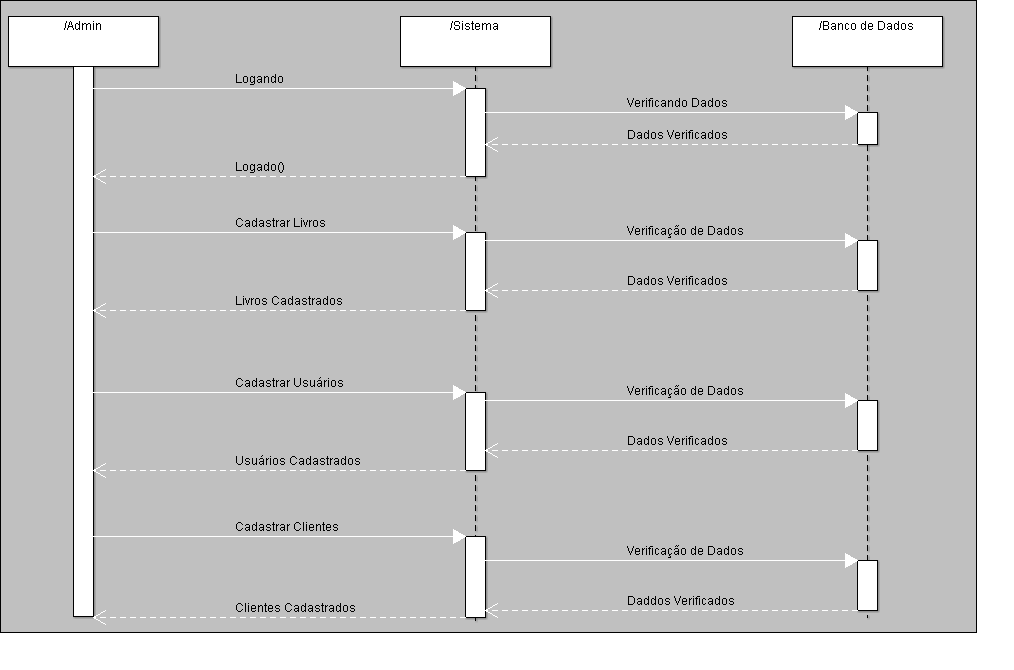 /Admin
/Sistema
/Banco de Dados
Logando
Verificando Dados
Dados Verificados
Logado()
Cadastrar Livros
Verificação de Dados
Dados Verificados
Livros Cadastrados
Cadastrar Usuários
Verificação de Dados
Dados Verificados
Usuários Cadastrados
Cadastrar Clientes
Verificação de Dados
Daddos Verificados
Clientes Cadastrados